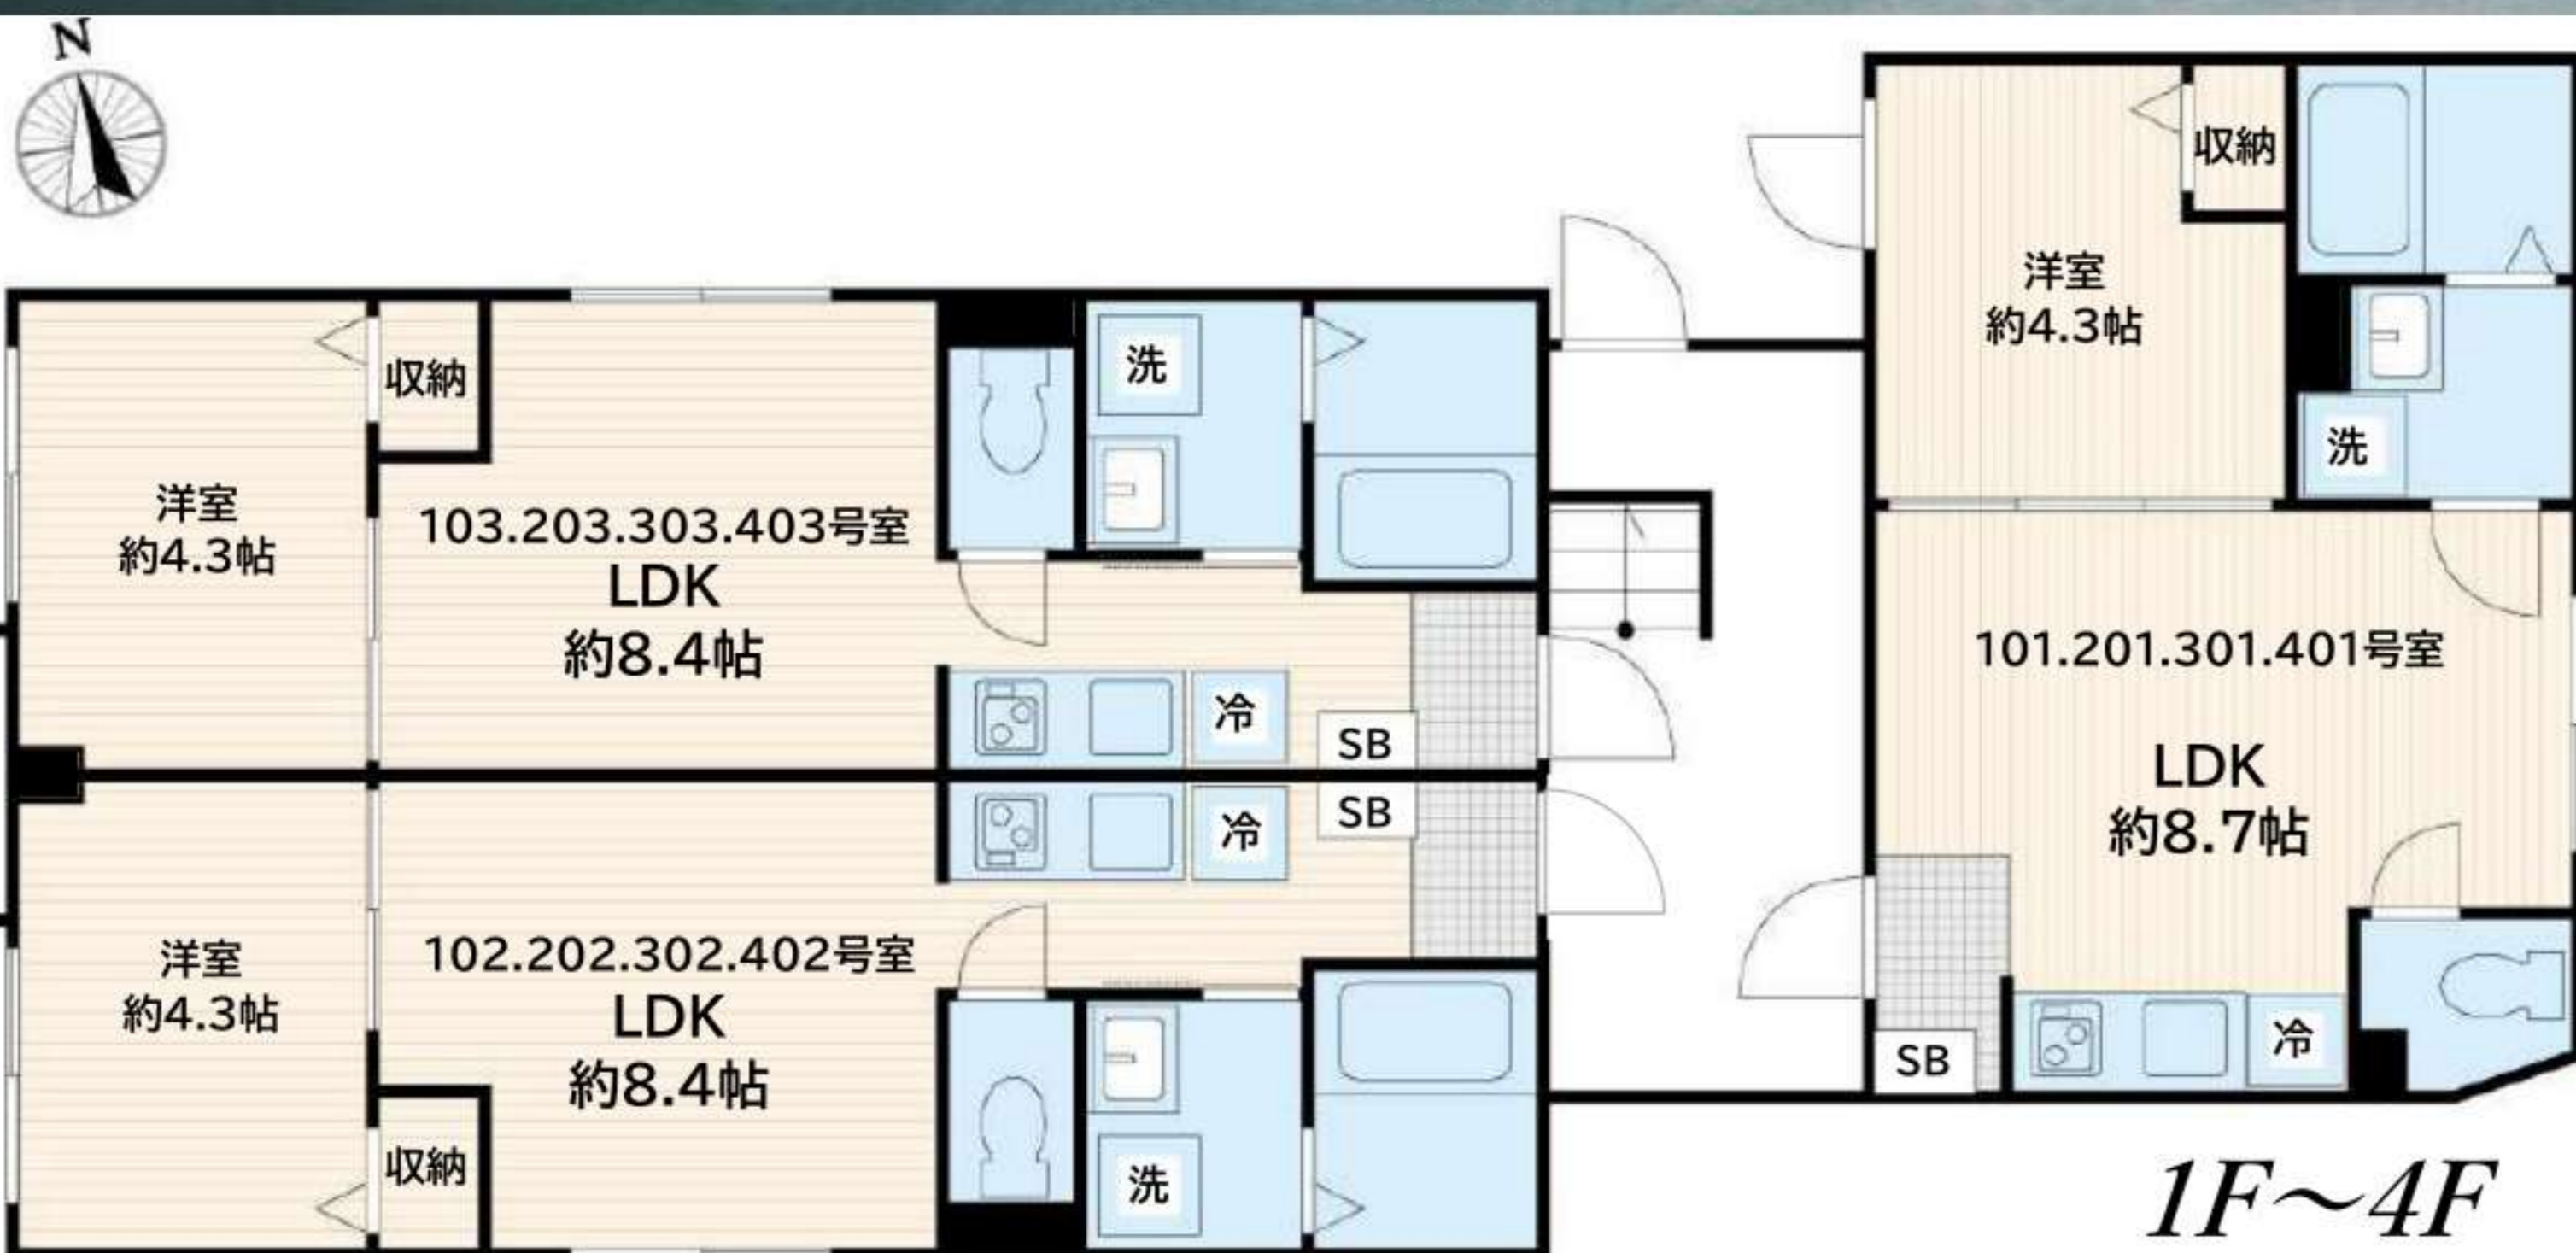 N
収納
洋室
約4.3帖
洗
収納
洗
洋室
約4.3帖
103.203.303.403号室
LDK
約8.4帖
冷
SB
101.201.301.401号室
LDK
約8.7帖
冷
SB
SB
冷
洋室
約4.3帖
102.202.302.402号室
LDK
約8.4帖
収納
洗
1F～4F